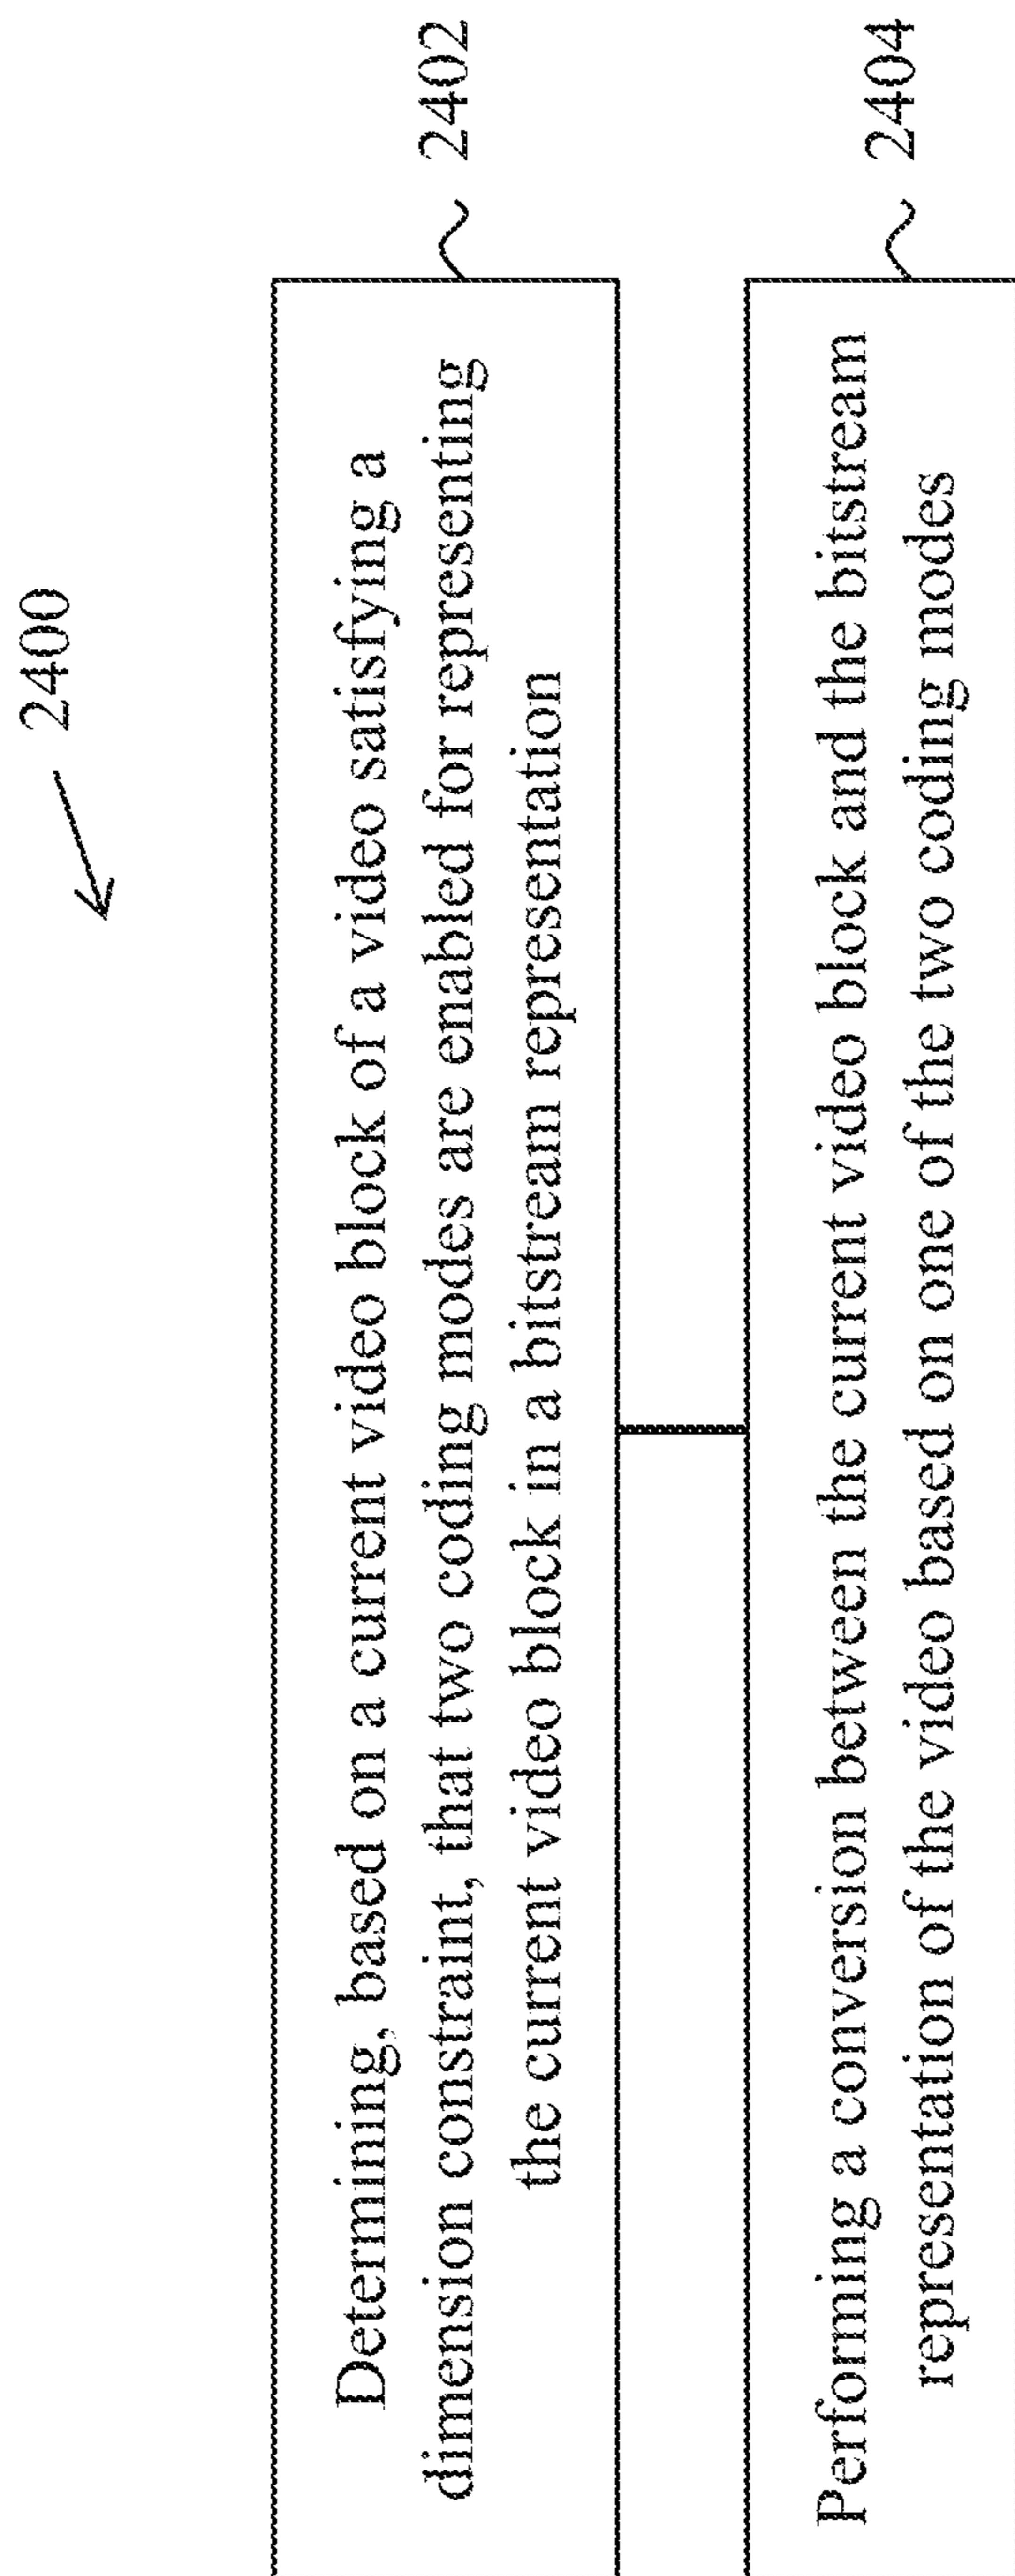 2400
Determining, based on a current video block of a video satisfying a
dimension constraint, that two coding modes are enabled for representing
the current video block in a bitstream representation
2402
Performing a conversion between the current video block and the bitstream
representation of the video based on one of the two coding modes
2404